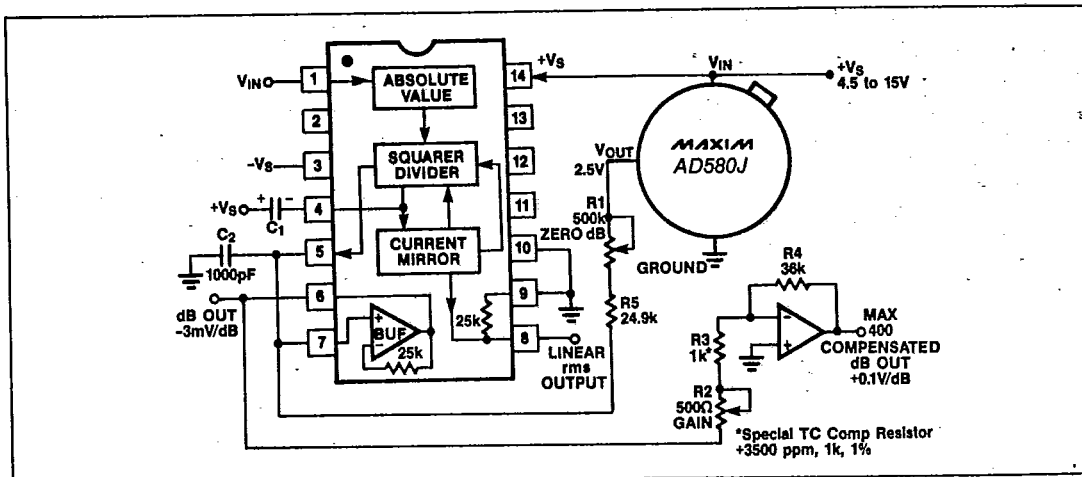 VIN
1
2
3
4
5
6
7
-VS
+VS
+
-
C1
C2
1000pF
dB OUT
-3mV/dB
ABSOLUTE
VALUE
SQUARER
DIVIDER
CURRENT
MIRROR
+
BUF
-
25k
25k
14
13
12
11
10
9
8
+VS
LINEAR
rms
OUTPUT
VIN
+VS
4.5 to 15V
MAXIM
AD580J
VOUT
2.5V
R1
500k
ZERO dB
GROUND
R5
24.9k
R4
36k
-
+
R3
1k*
R2
500Ω
GAIN
MAX
400
COMPENSATED
dB OUT
+0.1V/dB
*Special TC Comp Resistor
+3500 ppm, 1k, 1%